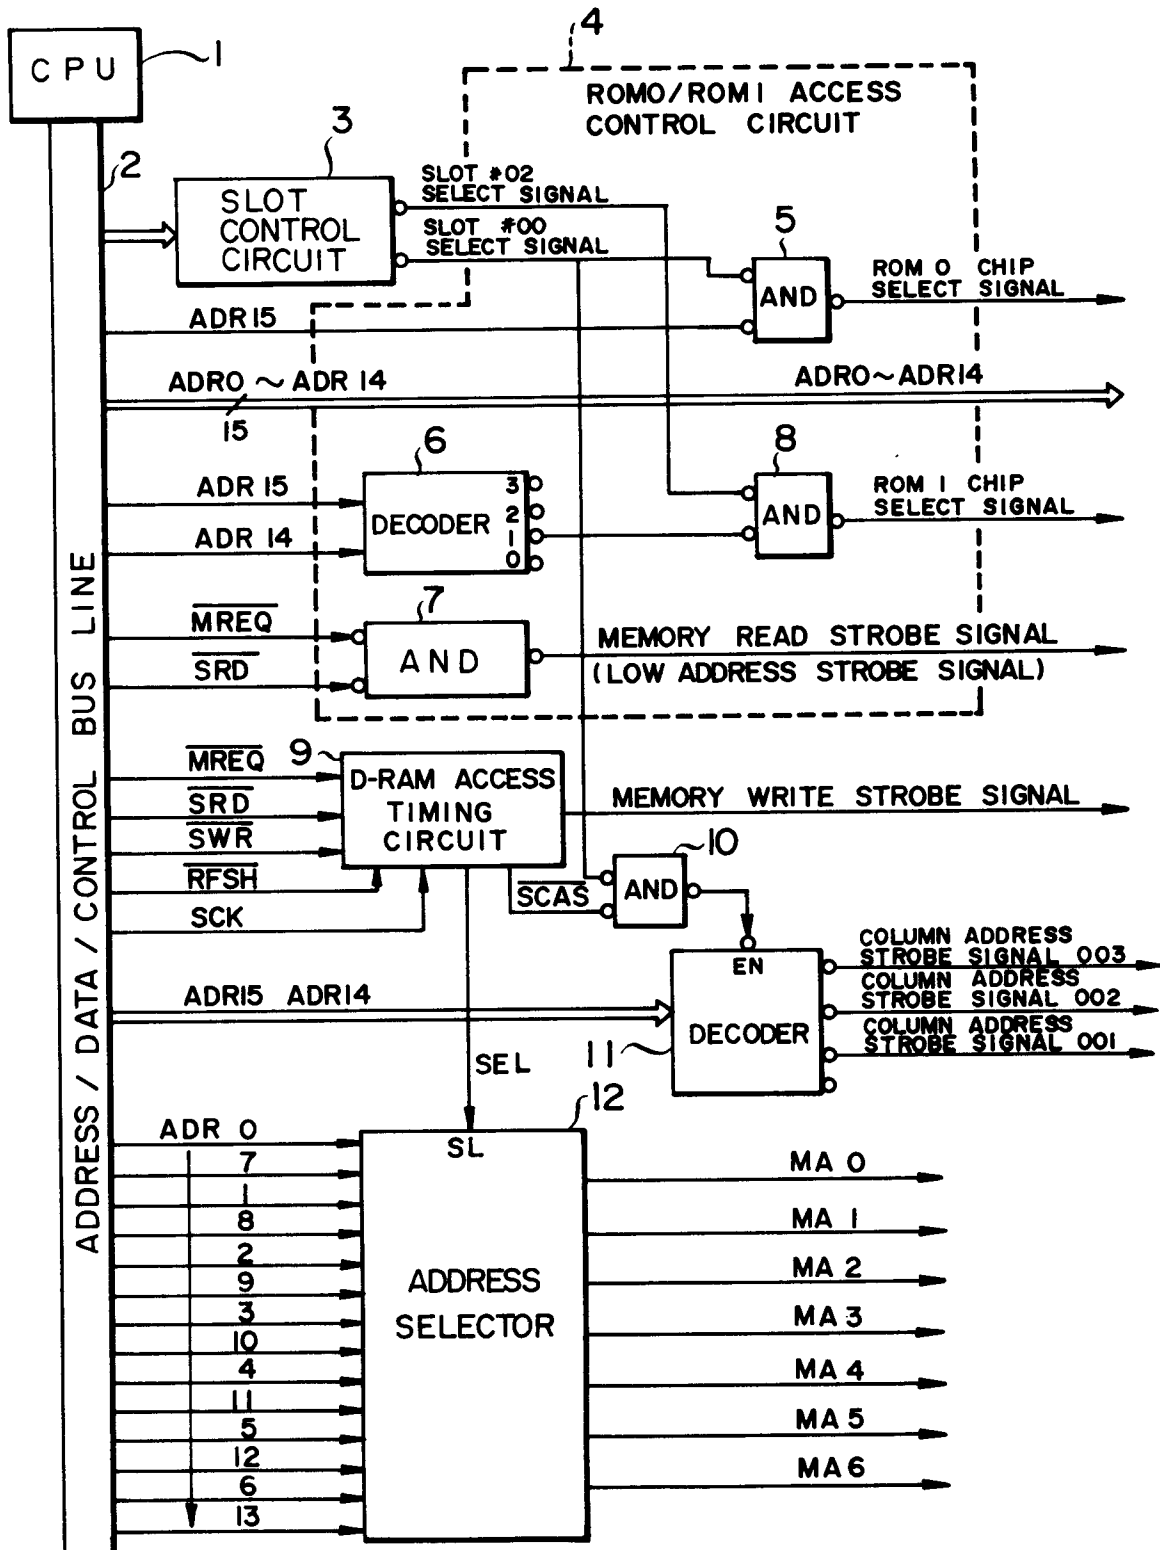 CPU
1
4
ROM0/ROM1 ACCESS
CONTROL CIRCUIT
2
3
SLOT
CONTROL
CIRCUIT
SLOT #02
SELECT SIGNAL
SLOT #00
SELECT SIGNAL
5
AND
ROM 0 CHIP
SELECT SIGNAL
ADR15
ADR0 ~ ADR 14
15
ADR0~ADR14
6
ADR 15
ADR 14
DECODER
3
2
1
0
8
AND
ROM 1 CHIP
SELECT SIGNAL
7
MREQ
SRD
AND
MEMORY READ STROBE SIGNAL
(LOW ADDRESS STROBE SIGNAL)
ADDRESS / DATA / CONTROL BUS LINE
9
MREQ
SRD
SWR
RFSH
SCK
D-RAM ACCESS
TIMING
CIRCUIT
MEMORY WRITE STROBE SIGNAL
10
SCAS
AND
ADR15 ADR14
EN
DECODER
11
COLUMN ADDRESS
STROBE SIGNAL 003
COLUMN ADDRESS
STROBE SIGNAL 002
COLUMN ADDRESS
STROBE SIGNAL 001
SEL
12
SL
ADDRESS
SELECTOR
ADR 0
7
1
8
2
9
3
10
4
11
5
12
6
13
MA 0
MA 1
MA 2
MA 3
MA 4
MA 5
MA 6